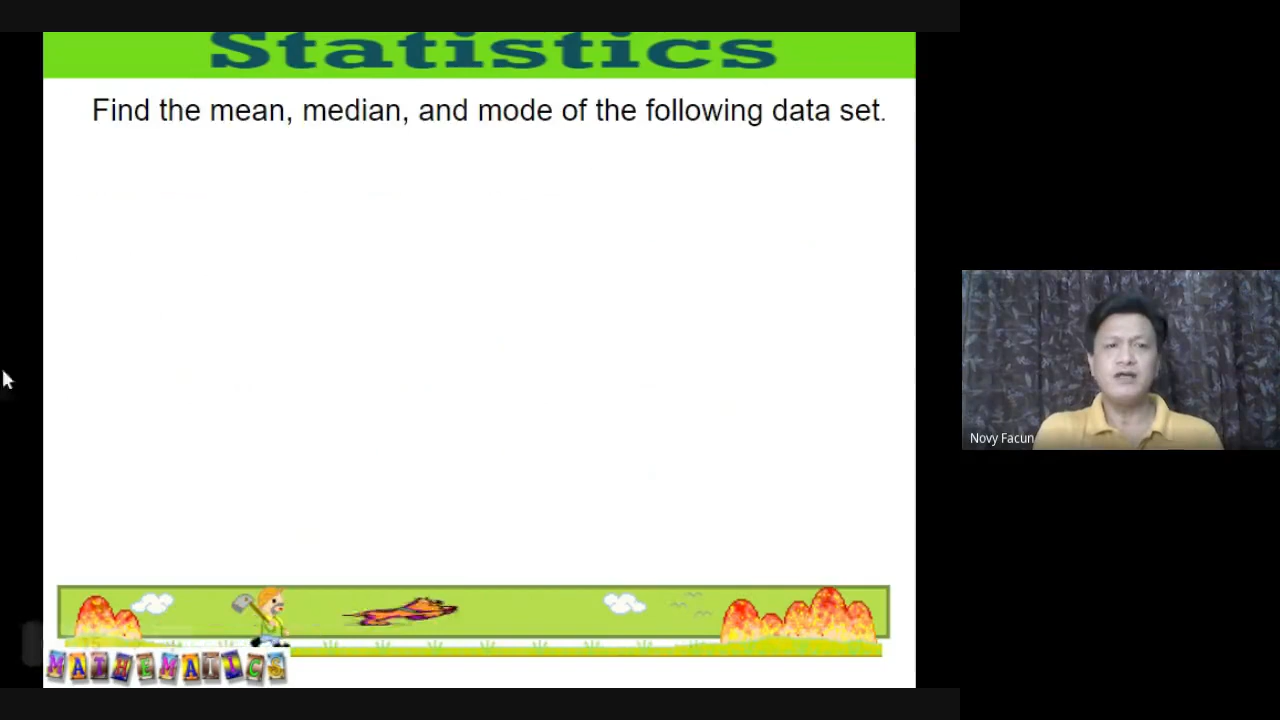 Statistics
Find the mean, median, and mode of the following data set.
Novy Facun
MATHEMATICS